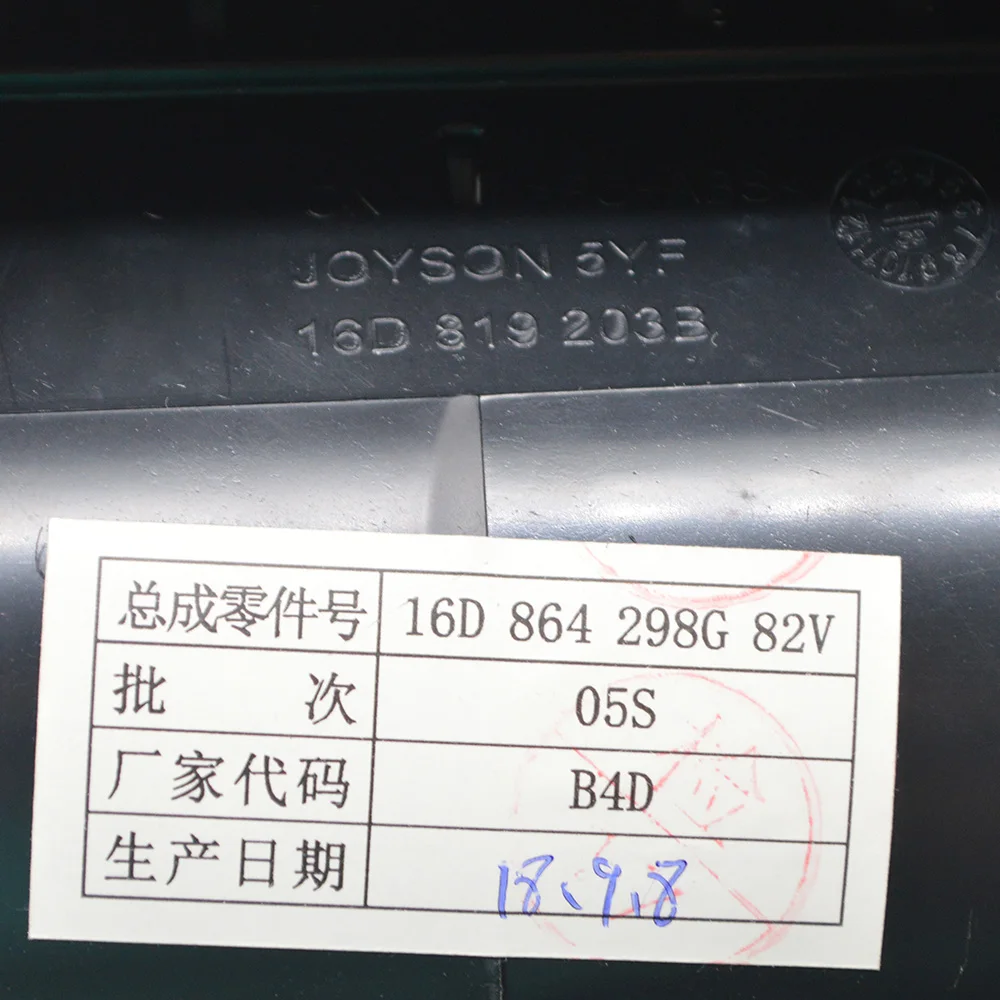 JOYSON 5YF
16D 819 203B
总成零件号 16D 864 298G 82V
批次 05S
厂家代码 B4D
生产日期 18.9.8